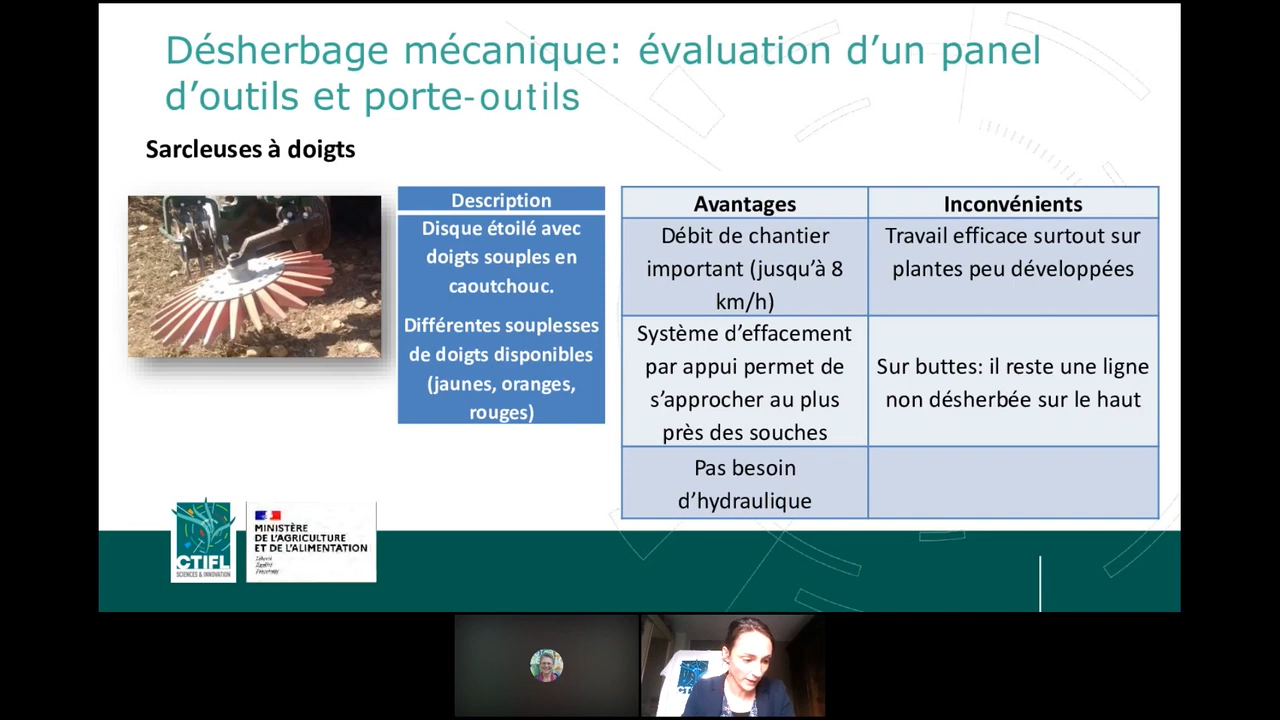 Désherbage mécanique: évaluation d’un panel
d’outils et porte-outils
Sarcleuses à doigts
Description
Disque étoilé avec
doigts souples en
caoutchouc.
Différentes souplesses
de doigts disponibles
(jaunes, oranges,
rouges)
Avantages
Inconvénients
Débit de chantier
important (jusqu’à 8
km/h)
Travail efficace surtout sur
plantes peu développées
Système d’effacement
par appui permet de
s’approcher au plus
près des souches
Sur buttes: il reste une ligne
non désherbée sur le haut
Pas besoin
d’hydraulique
CTIFL
SCIENCES & INNOVATION
MINISTÈRE
DE L’AGRICULTURE
ET DE L’ALIMENTATION
Liberté
Égalité
Fraternité